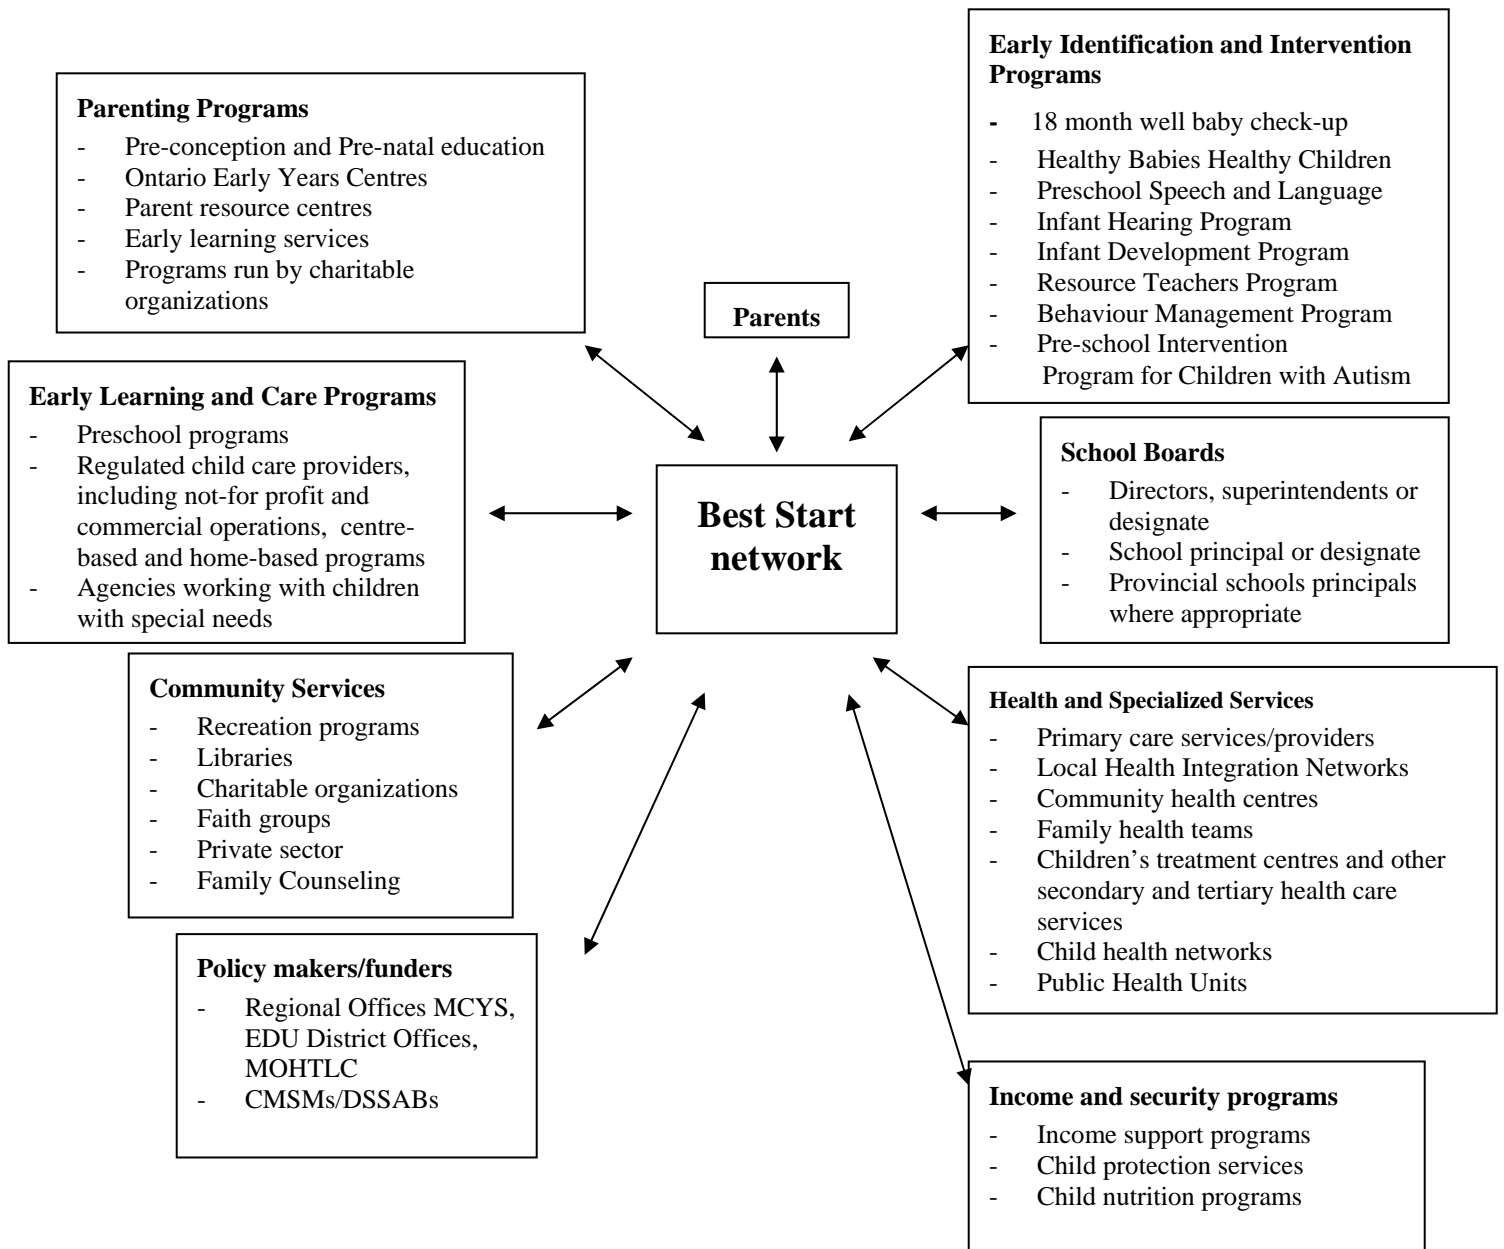 Parenting Programs
- Pre-conception and Pre-natal education
- Ontario Early Years Centres
- Parent resource centres
- Early learning services
- Programs run by charitable
organizations
Parents
Early Identification and Intervention
Programs
- 18 month well baby check-up
- Healthy Babies Healthy Children
- Preschool Speech and Language
- Infant Hearing Program
- Infant Development Program
- Resource Teachers Program
- Behaviour Management Program
- Pre-school Intervention
Program for Children with Autism
Early Learning and Care Programs
- Preschool programs
- Regulated child care providers,
including not-for profit and
commercial operations, centre-
based and home-based programs
- Agencies working with children
with special needs
Best Start
network
School Boards
- Directors, superintendents or
designate
- School principal or designate
- Provincial schools principals
where appropriate
Community Services
- Recreation programs
- Libraries
- Charitable organizations
- Faith groups
- Private sector
- Family Counseling
Health and Specialized Services
- Primary care services/providers
- Local Health Integration Networks
- Community health centres
- Family health teams
- Children’s treatment centres and other
secondary and tertiary health care
services
- Child health networks
- Public Health Units
Policy makers/funders
- Regional Offices MCYS,
EDU District Offices,
MOHTLC
- CMSMs/DSSABs
Income and security programs
- Income support programs
- Child protection services
- Child nutrition programs